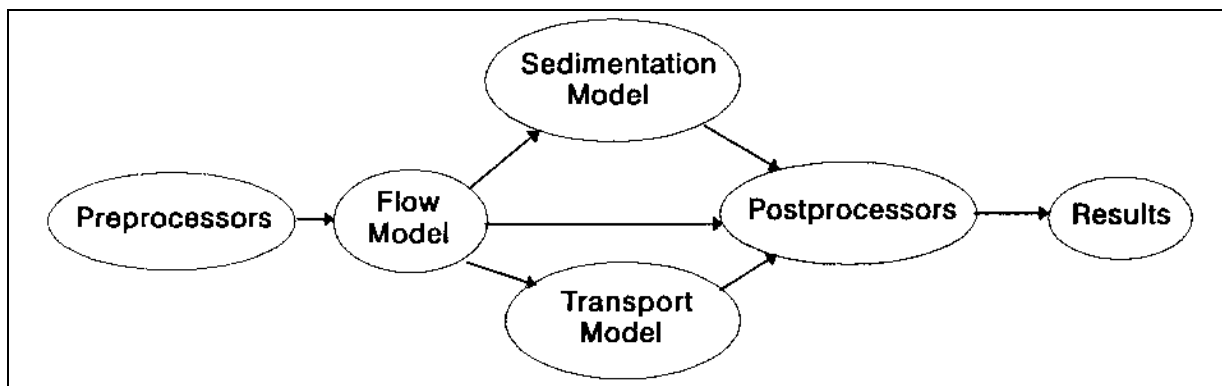 Sedimentation
Model
Preprocessors
Flow
Model
Postprocessors
Results
Transport
Model